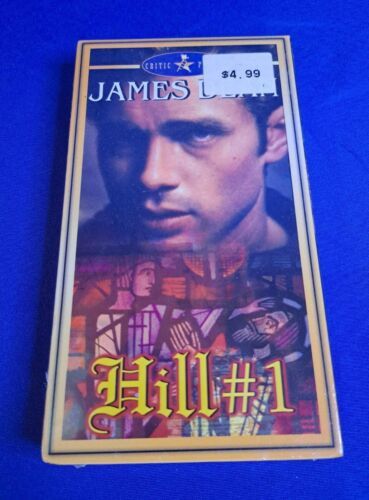 CRITIC
$4.99
JAMES
Hill #1